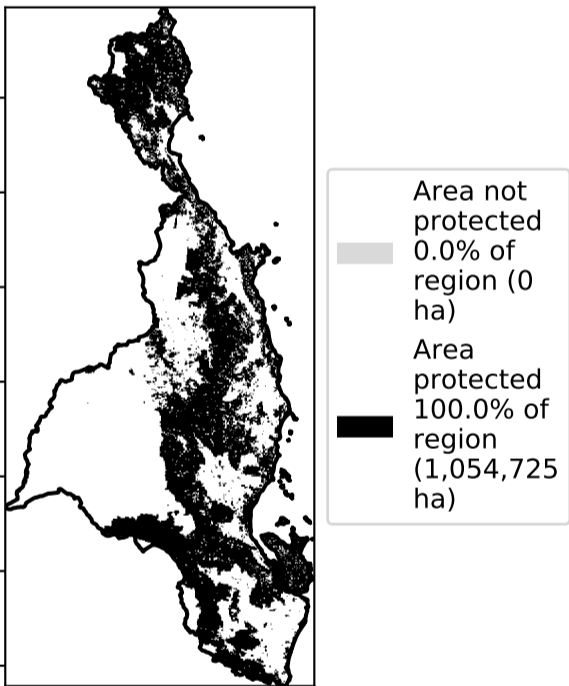 Area not
protected
0.0% of
region (0
ha)
Area
protected
100.0% of
region
(1,054,725
ha)